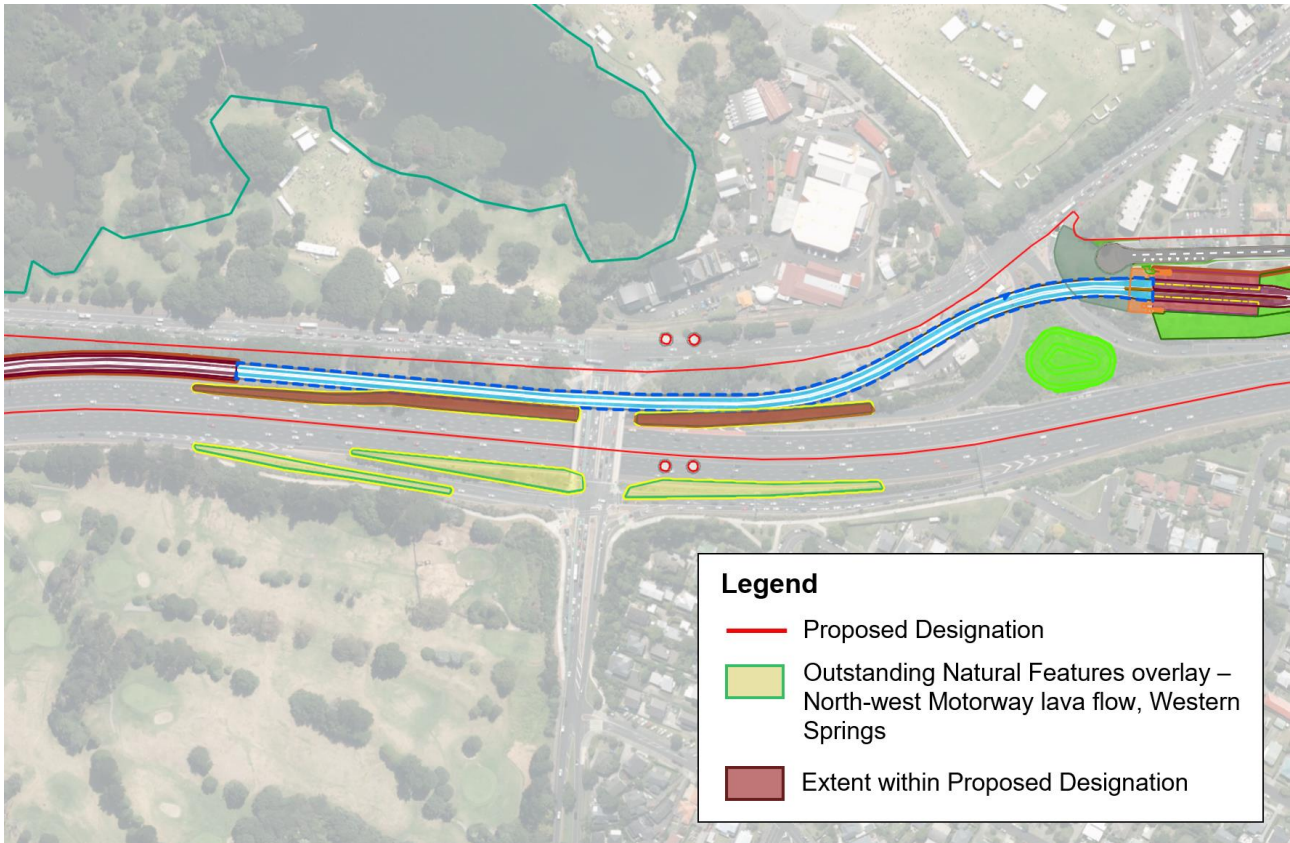 Legend
Proposed Designation
Outstanding Natural Features overlay –
North-west Motorway lava flow, Western
Springs
Extent within Proposed Designation